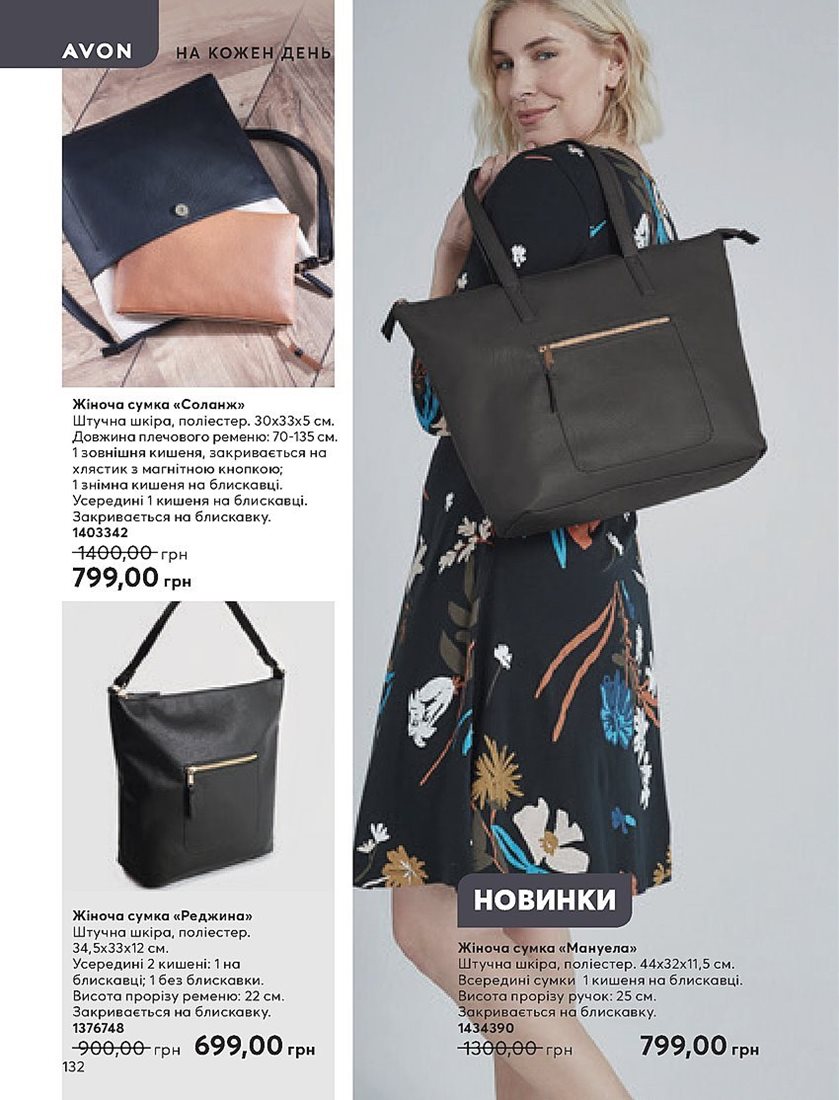 AVON
НА КОЖЕН ДЕНЬ
Жіноча сумка «Соланж»
Штучна шкіра, поліестер. 30x33x5 см.
Довжина плечового ременю: 70-135 см.
1 зовнішня кишеня, закривається на
хлястик з магнітною кнопкою;
1 знімна кишеня на блискавці.
Усередині 1 кишеня на блискавці.
Закривається на блискавку.
1403342
1400,00 грн
799,00 грн
Жіноча сумка «Реджина»
Штучна шкіра, поліестер.
34,5x33x12 см.
Усередині 2 кишені: 1 на
блискавці; 1 без блискавки.
Висота прорізу ременю: 22 см.
Закривається на блискавку.
1376748
900,00 грн 699,00 грн
132
НОВИНКИ
Жіноча сумка «Мануела»
Штучна шкіра, поліестер. 44x32x11,5 см.
Всередині сумки 1 кишеня на блискавці.
Висота прорізу ручок: 25 см.
Закривається на блискавку.
1434390
1300,00 грн 799,00 грн